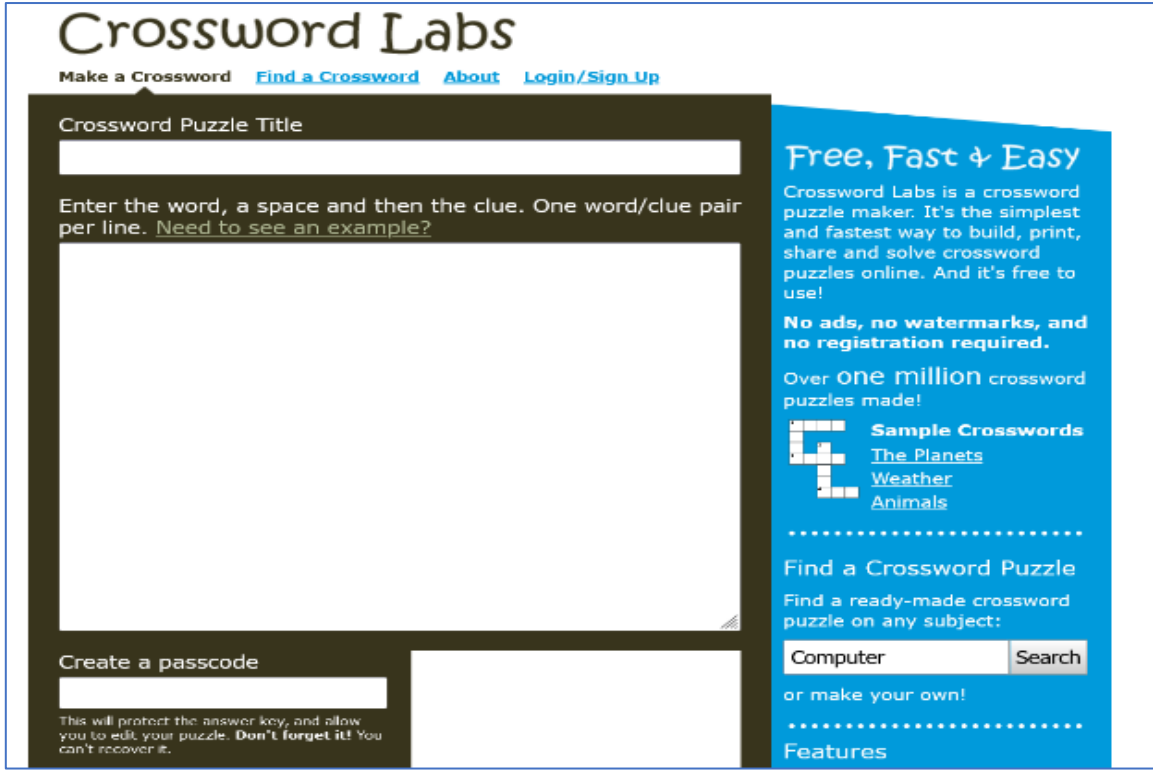 Crossword Labs
Make a Crossword Find a Crossword About Login/Sign Up
Crossword Puzzle Title
Enter the word, a space and then the clue. One word/clue pair
per line. Need to see an example?
Create a passcode
This will protect the answer key, and allow
you to edit your puzzle. Don't forget it! You
can't recover it.
Free, Fast & Easy
Crossword Labs is a crossword
puzzle maker. It's the simplest
and fastest way to build, print,
share and solve crossword
puzzles online. And it's free to
use!
No ads, no watermarks, and
no registration required.
Over one million crossword
puzzles made!
Sample Crosswords
The Planets
Weather
Animals
Find a Crossword Puzzle
Find a ready-made crossword
puzzle on any subject:
Computer Search
or make your own!
Features